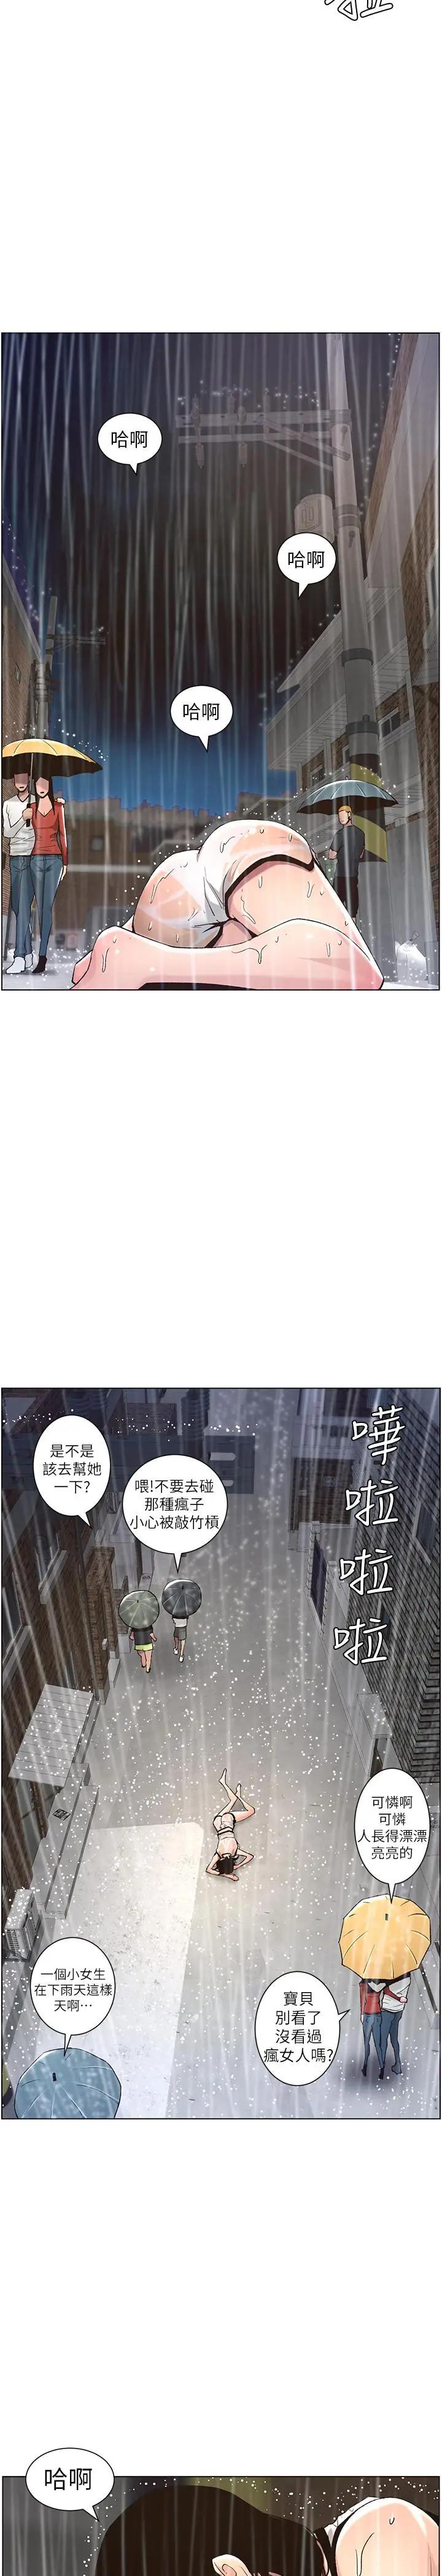 啦
哈啊
哈啊
哈啊
嘩
啦
啦
啦
是不是
該去幫她
一下?
喂!不要去碰
那種瘋子
小心被敲竹槓
可憐啊
可憐
人長得漂漂
亮亮的
一個小女生
在下雨天這樣
天啊…
寶貝
別看了
沒看過
瘋女人嗎?
哈啊